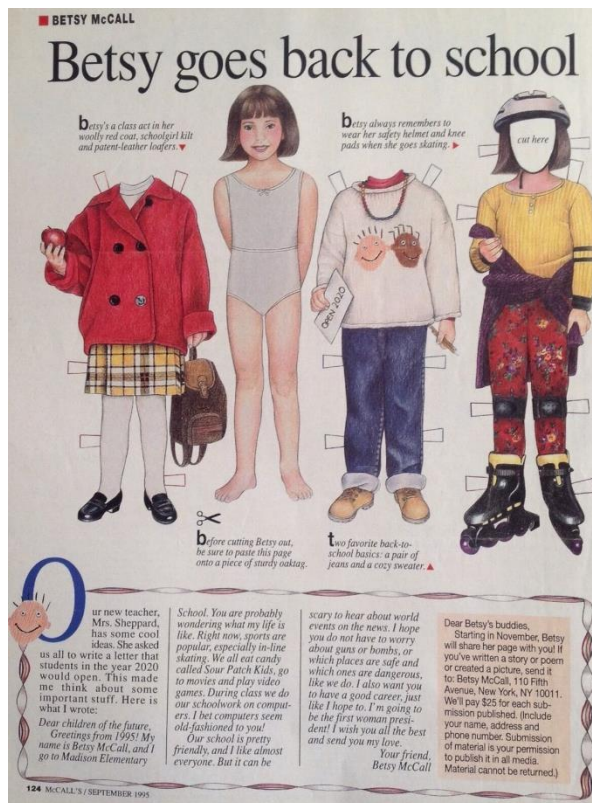 BETSY McCALL
Betsy goes back to school
betsy's a class act in her
woolly red coat, schoolgirl kilt
and patent-leather loafers.
betsy always remembers to
wear her safety helmet and knee
pads when she goes skating.
cut here
OPEN 2020
before cutting Betsy out,
be sure to paste this page
onto a piece of sturdy oaktag.
two favorite back-to-
school basics: a pair of
jeans and a cozy sweater.
Our new teacher,
Mrs. Sheppard,
has some cool
ideas. She asked
us all to write a letter that
students in the year 2020
would open. This made
me think about some
important stuff. Here is
what I wrote:
Dear children of the future,
Greetings from 1995! My
name is Betsy McCall, and I
go to Madison Elementary
School. You are probably
wondering what my life is
like. Right now, sports are
popular, especially in-line
skating. We all eat candy
called Sour Patch Kids, go
to movies and play video
games. During class we do
our schoolwork on comput-
ers. I bet computers seem
old-fashioned to you!
Our school is pretty
friendly, and I like almost
everyone. But it can be
scary to hear about world
events on the news. I hope
you do not have to worry
about guns or bombs, or
which places are safe and
which ones are dangerous,
like we do. I also want you
to have a good career, just
like I hope to. I'm going to
be the first woman presi-
dent! I wish you all the best
and send you my love.
Your friend,
Betsy McCall
Dear Betsy's buddies,
Starting in November, Betsy
will share her page with you! If
you've written a story or poem
or created a picture, send it
to: Betsy McCall, 110 Fifth
Avenue, New York, NY 10011.
We'll pay $25 for each sub-
mission published. (Include
your name, address and
phone number. Submission
of material is your permission
to publish it in all media.
Material cannot be returned.)
124 McCALL'S / SEPTEMBER 1995